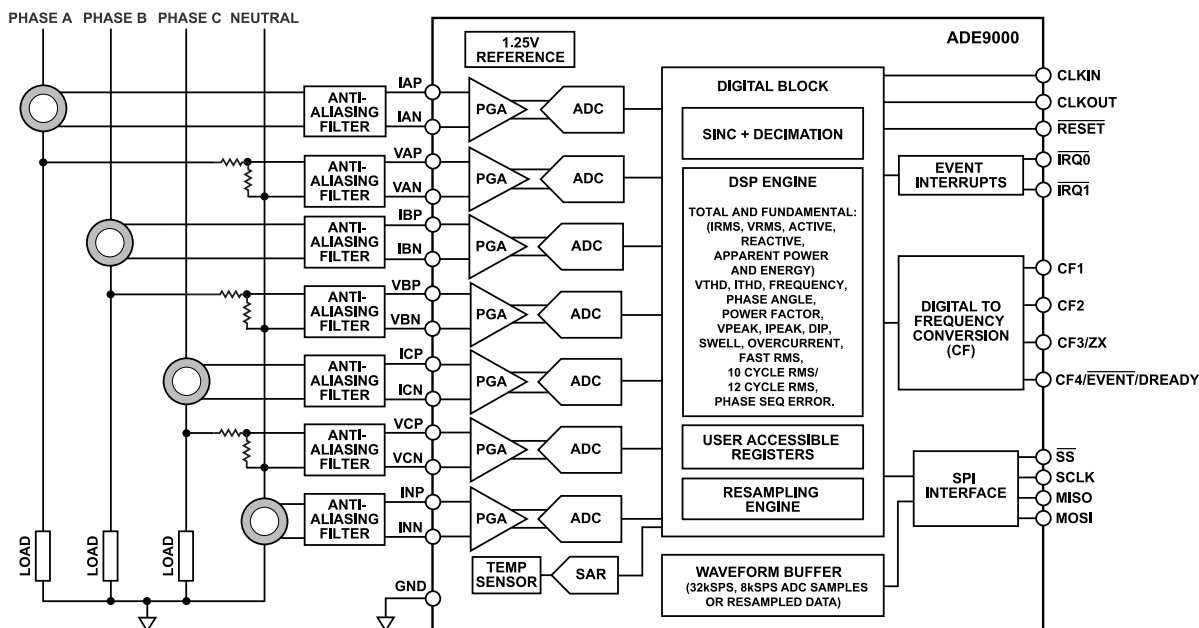 PHASE A PHASE B PHASE C NEUTRAL
ADE9000
1.25V
REFERENCE
ANTI-
ALIASING
FILTER
IAP
IAN
PGA
ADC
ANTI-
ALIASING
FILTER
VAP
VAN
PGA
ADC
ANTI-
ALIASING
FILTER
IBP
IBN
PGA
ADC
ANTI-
ALIASING
FILTER
VBP
VBN
PGA
ADC
ANTI-
ALIASING
FILTER
ICP
ICN
PGA
ADC
ANTI-
ALIASING
FILTER
VCP
VCN
PGA
ADC
ANTI-
ALIASING
FILTER
INP
INN
PGA
ADC
LOAD
LOAD
LOAD
GND
TEMP
SENSOR
SAR
DIGITAL BLOCK
SINC + DECIMATION
DSP ENGINE
TOTAL AND FUNDAMENTAL:
(IRMS, VRMS, ACTIVE,
REACTIVE,
APPARENT POWER
AND ENERGY)
VTHD, ITHD, FREQUENCY,
PHASE ANGLE,
POWER FACTOR,
VPEAK, IPEAK, DIP,
SWELL, OVERCURRENT,
FAST RMS,
10 CYCLE RMS/
12 CYCLE RMS,
PHASE SEQ ERROR.
USER ACCESSIBLE
REGISTERS
RESAMPLING
ENGINE
WAVEFORM BUFFER
(32kSPS, 8kSPS ADC SAMPLES
OR RESAMPLED DATA)
CLKIN
CLKOUT
RESET
EVENT
INTERRUPTS
IRQ0
IRQ1
DIGITAL TO
FREQUENCY
CONVERSION
(CF)
CF1
CF2
CF3/ZX
CF4/EVENT/DREADY
SPI
INTERFACE
SS
SCLK
MISO
MOSI